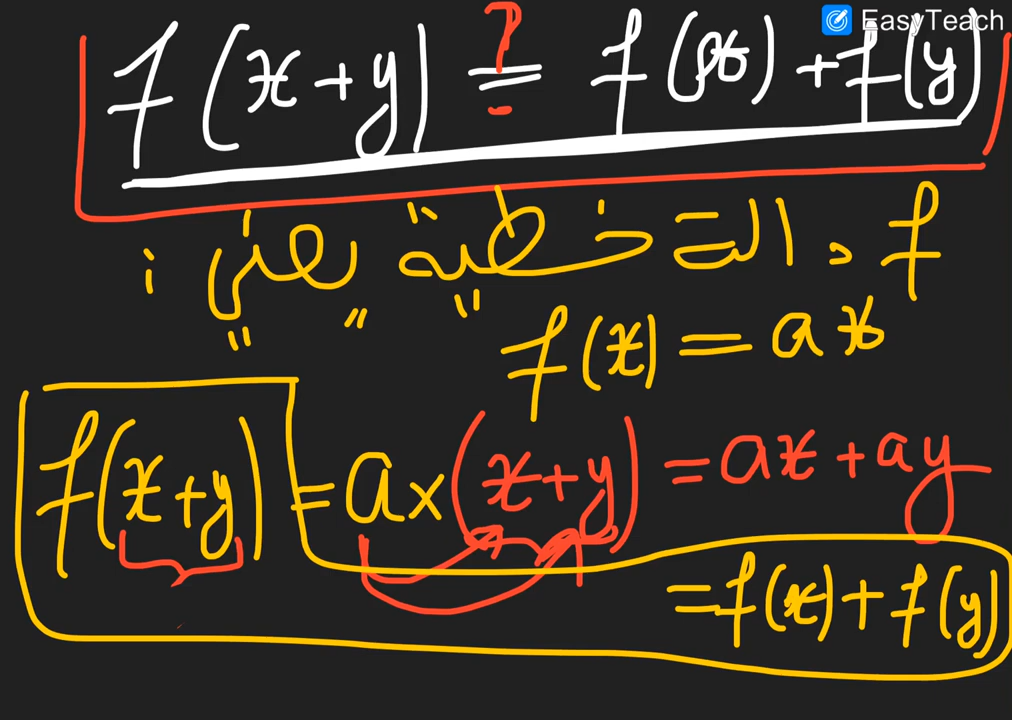 EasyTeach
f(x+y) ?= f(x)+f(y)
f دالة خطية يعني :
f(x) = ax
f(x+y) = a×(x+y) = ax+ay
= f(x)+f(y)